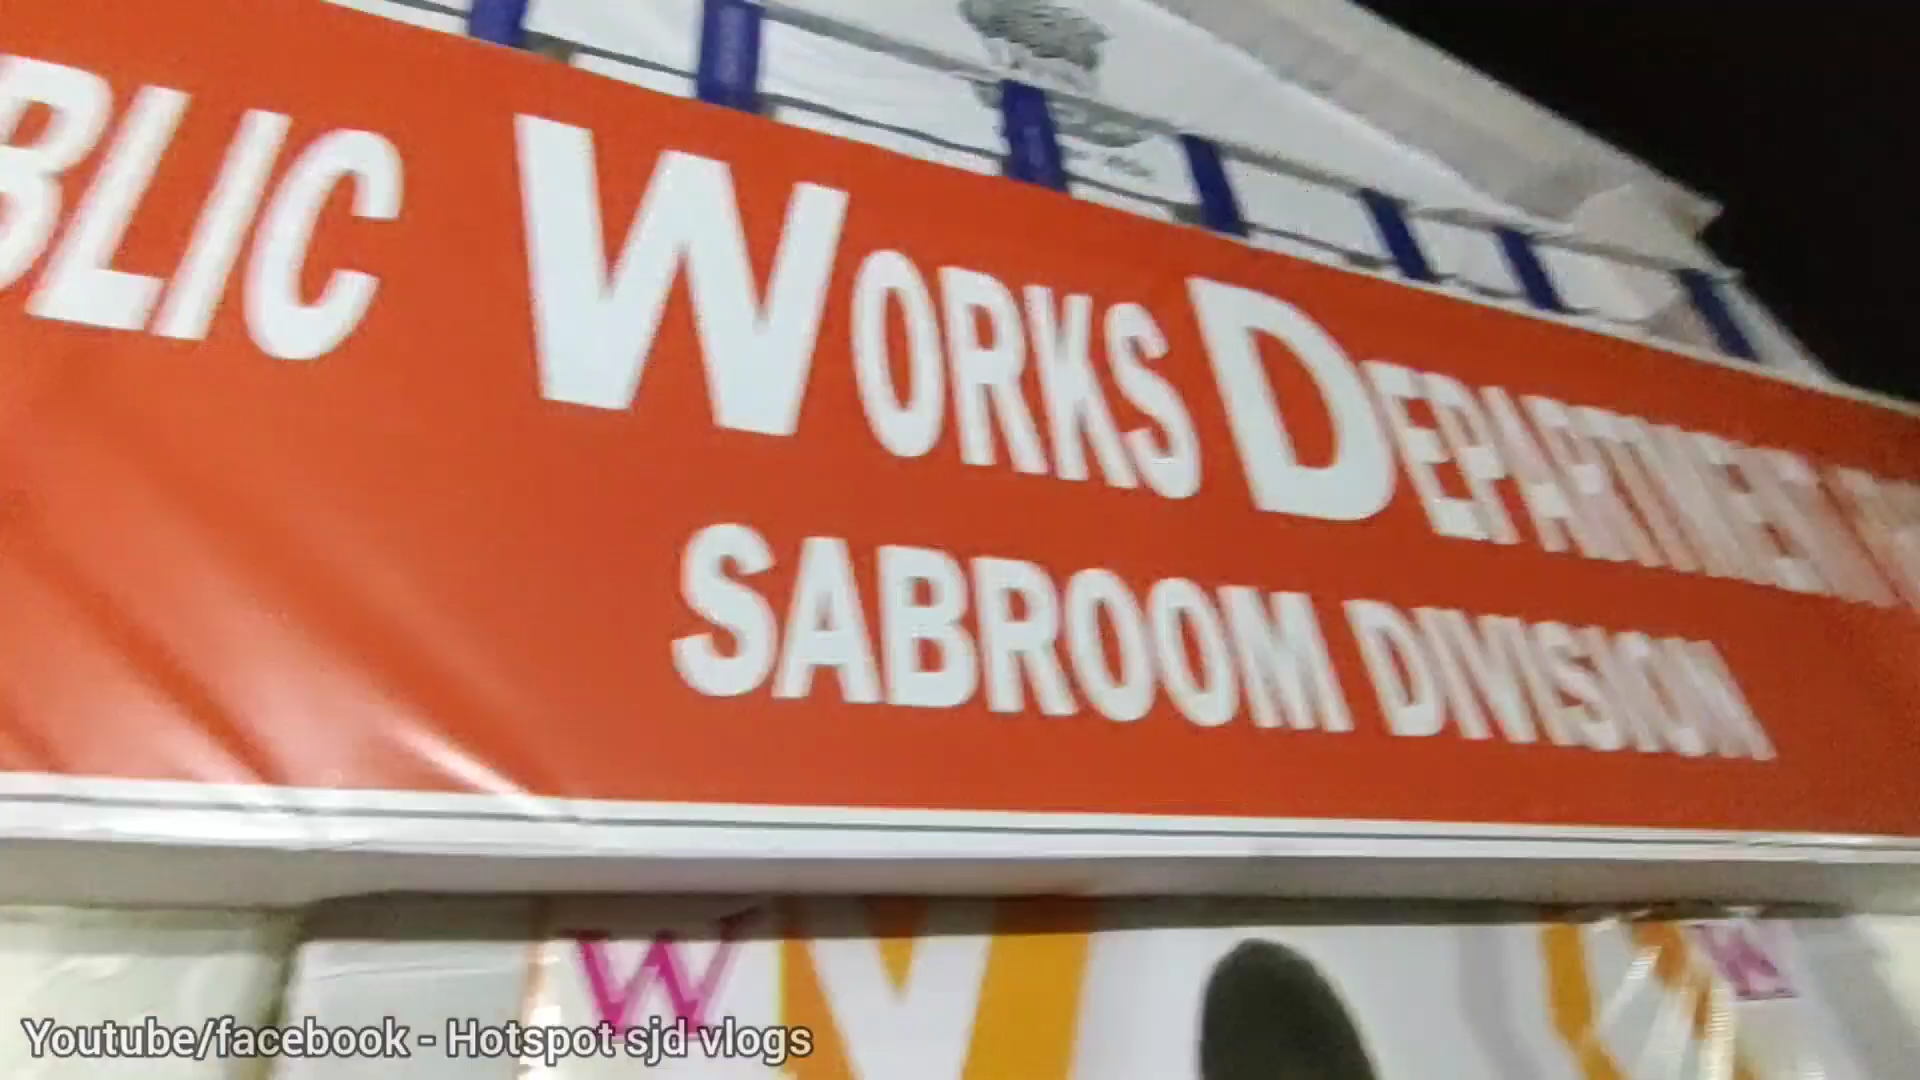 BLIC WORKS DEPARTMENT
SABROOM DIVISION
W
Youtube/facebook - Hotspot sjd vlogs